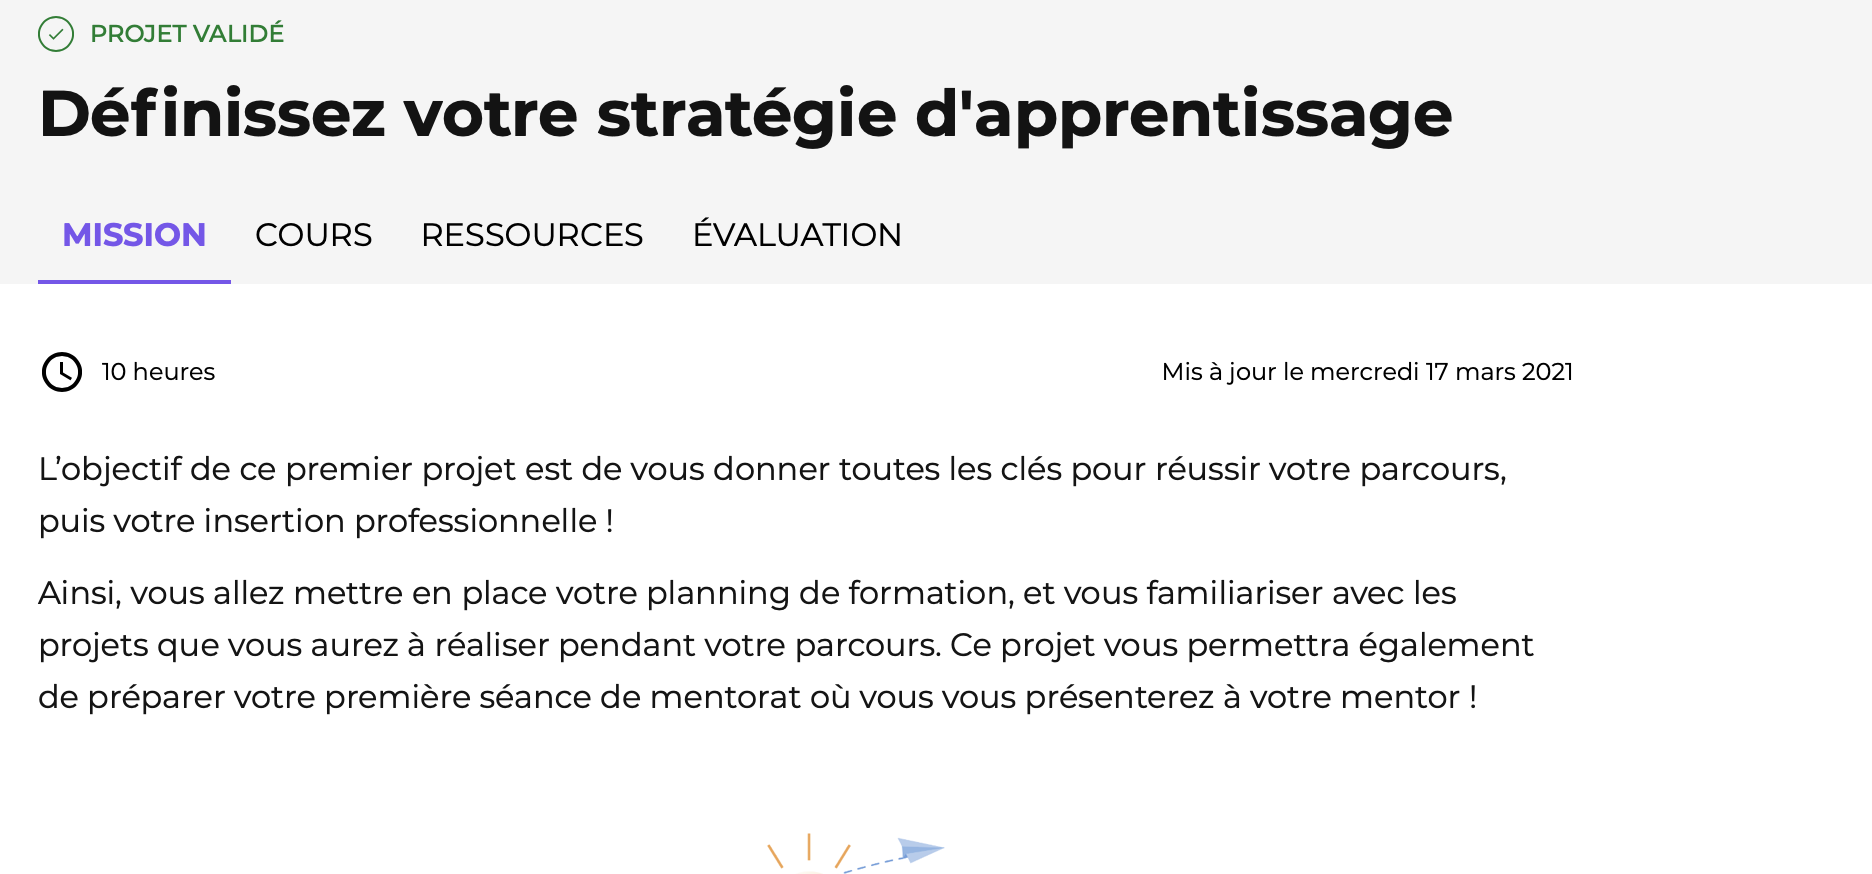 PROJET VALIDÉ
Définissez votre stratégie d'apprentissage
MISSION COURS RESSOURCES ÉVALUATION
10 heures Mis à jour le mercredi 17 mars 2021
L’objectif de ce premier projet est de vous donner toutes les clés pour réussir votre parcours,
puis votre insertion professionnelle !
Ainsi, vous allez mettre en place votre planning de formation, et vous familiariser avec les
projets que vous aurez à réaliser pendant votre parcours. Ce projet vous permettra également
de préparer votre première séance de mentorat où vous vous présenterez à votre mentor !